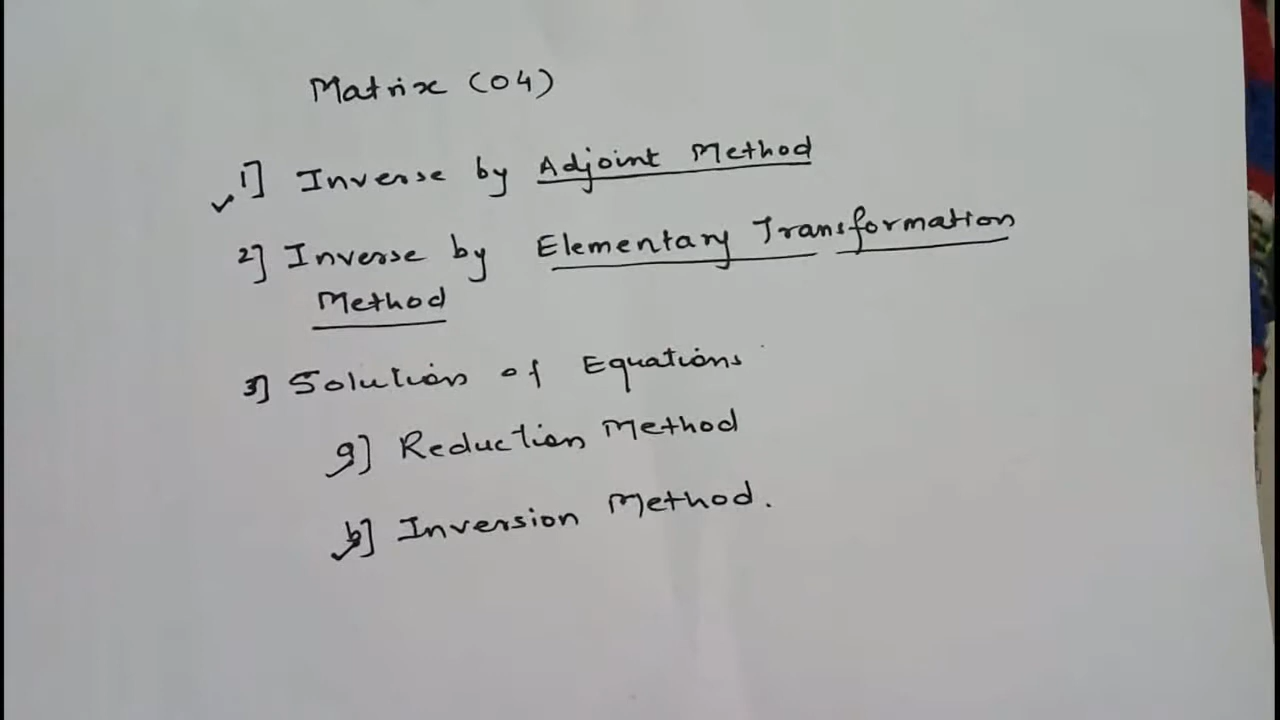 Matrix (04)
1] Inverse by Adjoint Method
2] Inverse by Elementary Transformation
Method
3] Solution of Equations
a] Reduction Method
b] Inversion Method.